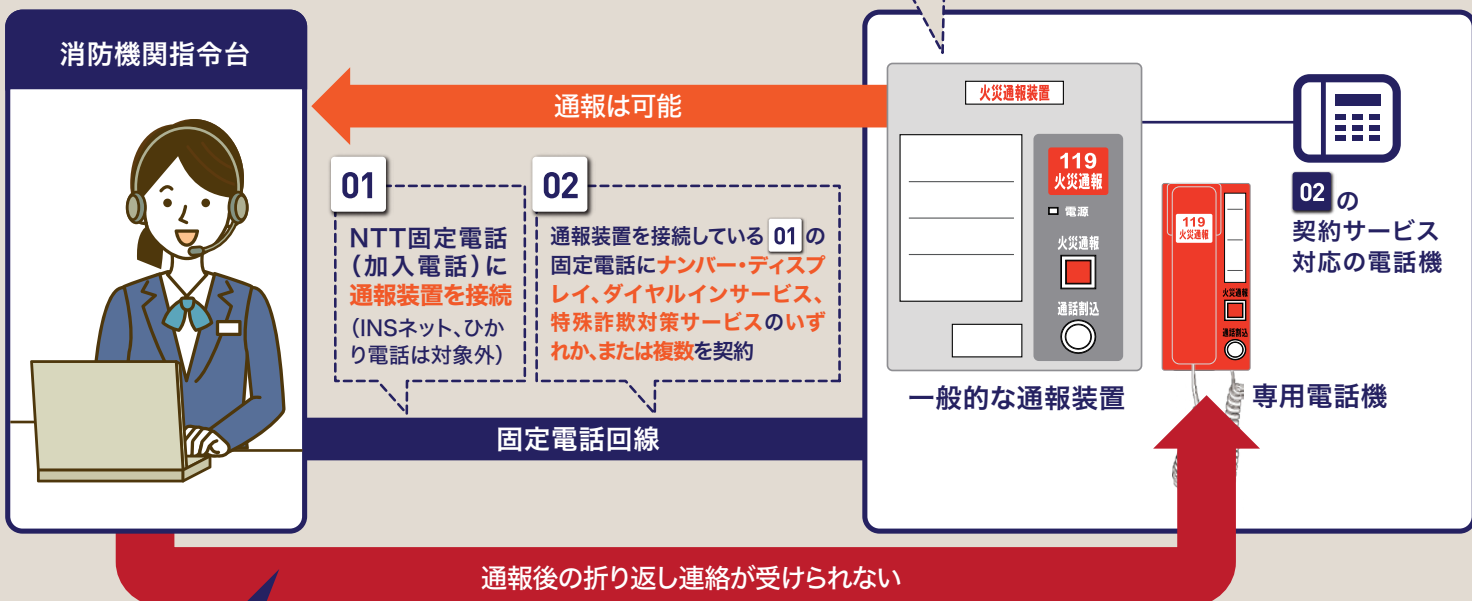 消防機関指令台
通報は可能
01
NTT固定電話
(加入電話)に
通報装置を接続
(INSネット、ひか
り電話は対象外)
02
通報装置を接続している 01 の
固定電話にナンバー・ディスプ
レイ、ダイヤルインサービス、
特殊詐欺対策サービスのいず
れか、または複数を契約
固定電話回線
火災通報装置
119
火災通報
電源
火災通報
通話割込
一般的な通報装置
119
火災通報
火災通報
通話割込
専用電話機
02 の
契約サービス
対応の電話機
通報後の折り返し連絡が受けられない